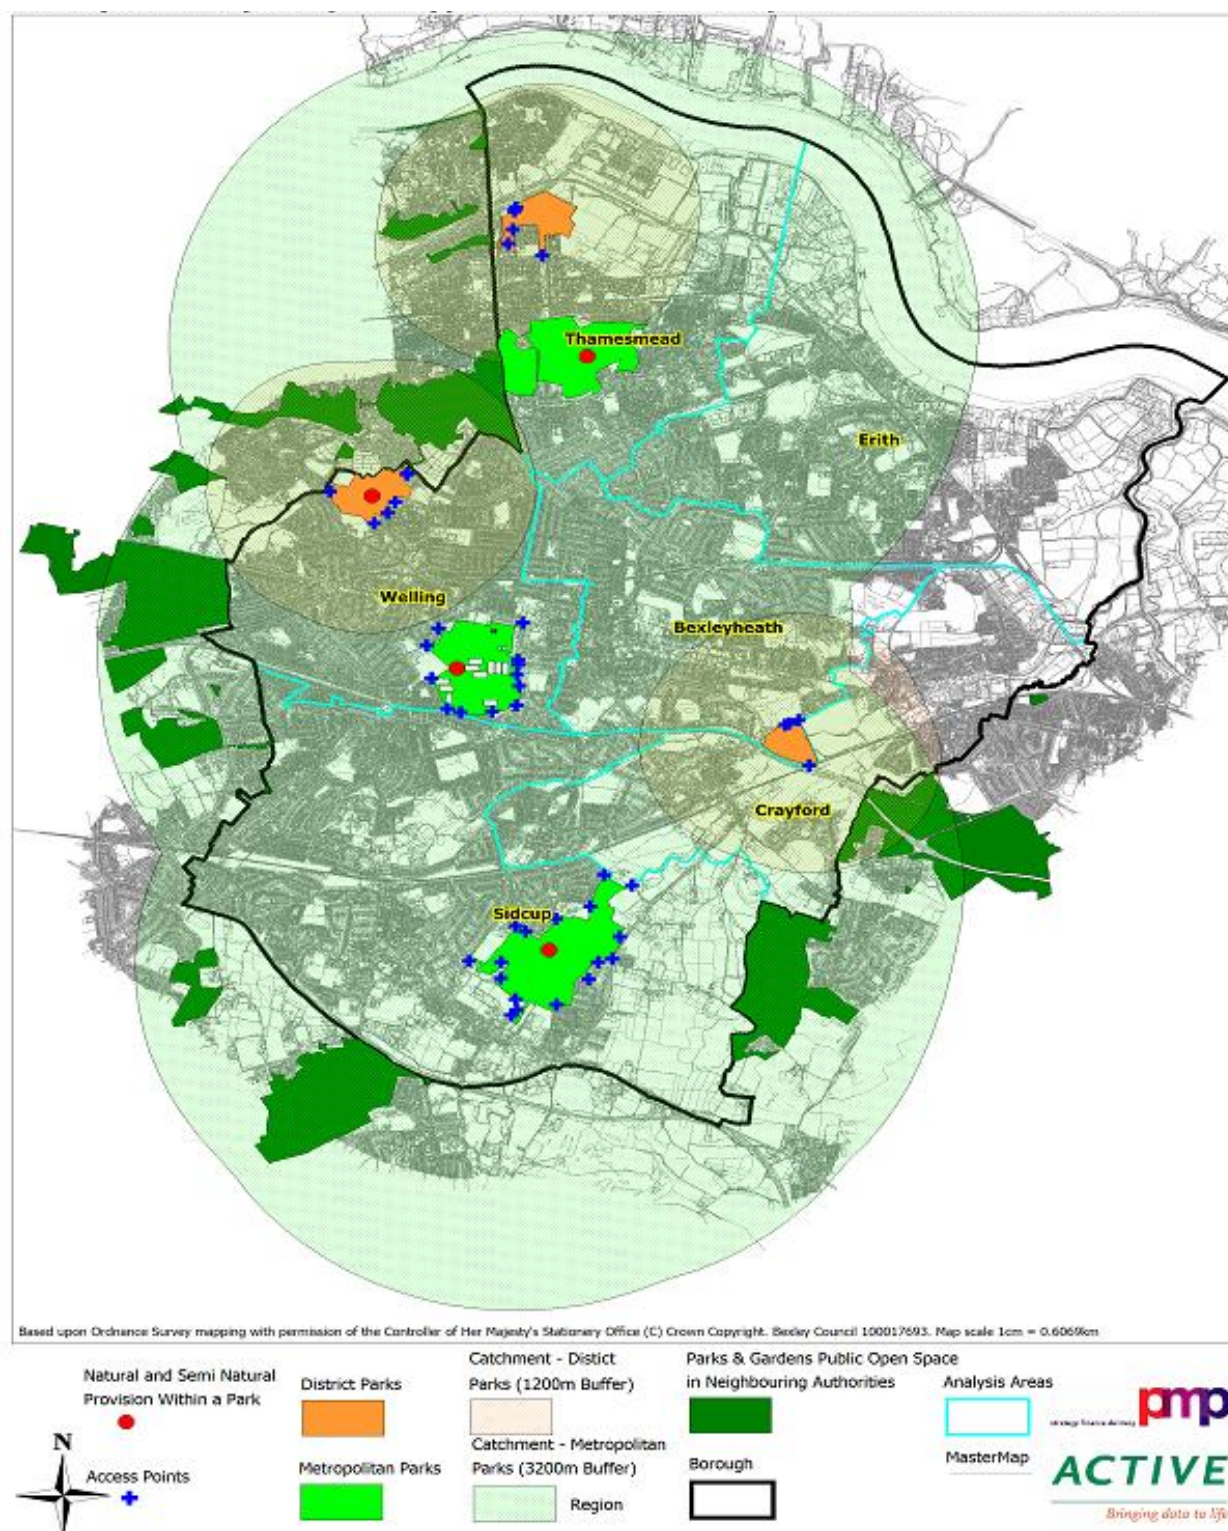 Thamesmead
Erith
Welling
Bexleyheath
Crayford
Sidcup
Based upon Ordnance Survey mapping with permission of the Controller of Her Majesty's Stationery Office (C) Crown Copyright. Bexley Council 100017693. Map scale 1cm = 0.6069km
Natural and Semi Natural
Provision Within a Park
Access Points
N
District Parks
Metropolitan Parks
Catchment - Distict
Parks (1200m Buffer)
Catchment - Metropolitan
Parks (3200m Buffer)
Region
Parks & Gardens Public Open Space
in Neighbouring Authorities
Borough
Analysis Areas
MasterMap
pmp
ACTIVE
Bringing data to life